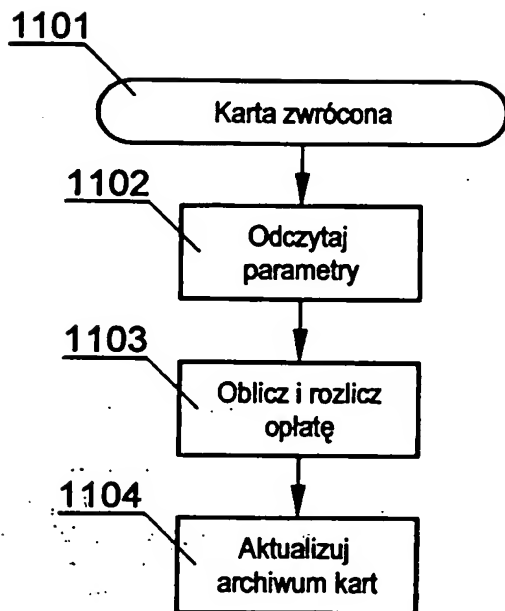 1101
Karta zwrócona
1102
Odczytaj
parametry
1103
Oblicz i rozlicz
opłatę
1104
Aktualizuj
archiwum kart